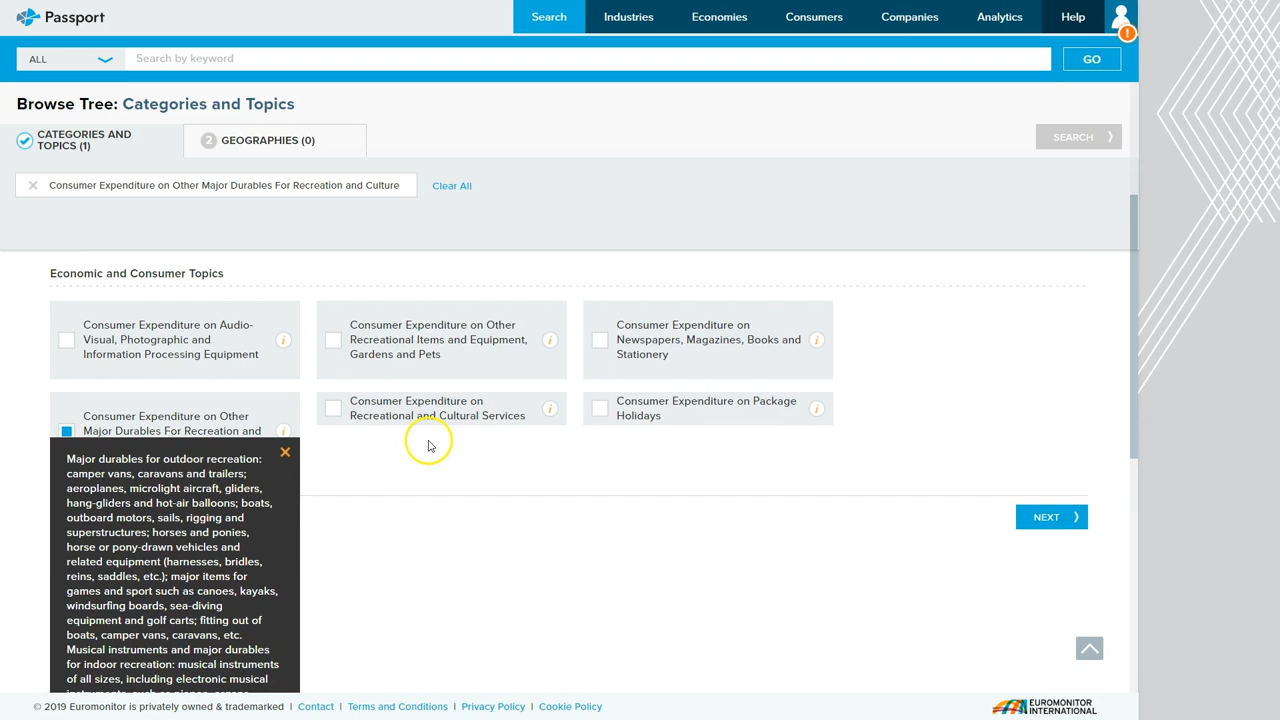 Passport
Search
Industries
Economies
Consumers
Companies
Analytics
Help
!
ALL
Search by keyword
GO
Browse Tree: Categories and Topics
CATEGORIES AND
TOPICS (1)
2 GEOGRAPHIES (0)
SEARCH
Consumer Expenditure on Other Major Durables For Recreation and Culture
Clear All
Economic and Consumer Topics
Consumer Expenditure on Audio-
Visual, Photographic and
Information Processing Equipment
i
Consumer Expenditure on Other
Recreational Items and Equipment,
Gardens and Pets
i
Consumer Expenditure on
Newspapers, Magazines, Books and
Stationery
i
Consumer Expenditure on Other
Major Durables For Recreation and
i
Consumer Expenditure on
Recreational and Cultural Services
i
Consumer Expenditure on Package
Holidays
i
Major durables for outdoor recreation:
camper vans, caravans and trailers;
aeroplanes, microlight aircraft, gliders,
hang-gliders and hot-air balloons; boats,
outboard motors, sails, rigging and
superstructures; horses and ponies,
horse or pony-drawn vehicles and
related equipment (harnesses, bridles,
reins, saddles, etc.); major items for
games and sport such as canoes, kayaks,
windsurfing boards, sea-diving
equipment and golf carts; fitting out of
boats, camper vans, caravans, etc.
Musical instruments and major durables
for indoor recreation: musical instruments
of all sizes, including electronic musical
NEXT
© 2019 Euromonitor is privately owned & trademarked
Contact
Terms and Conditions
Privacy Policy
Cookie Policy
EUROMONITOR
INTERNATIONAL